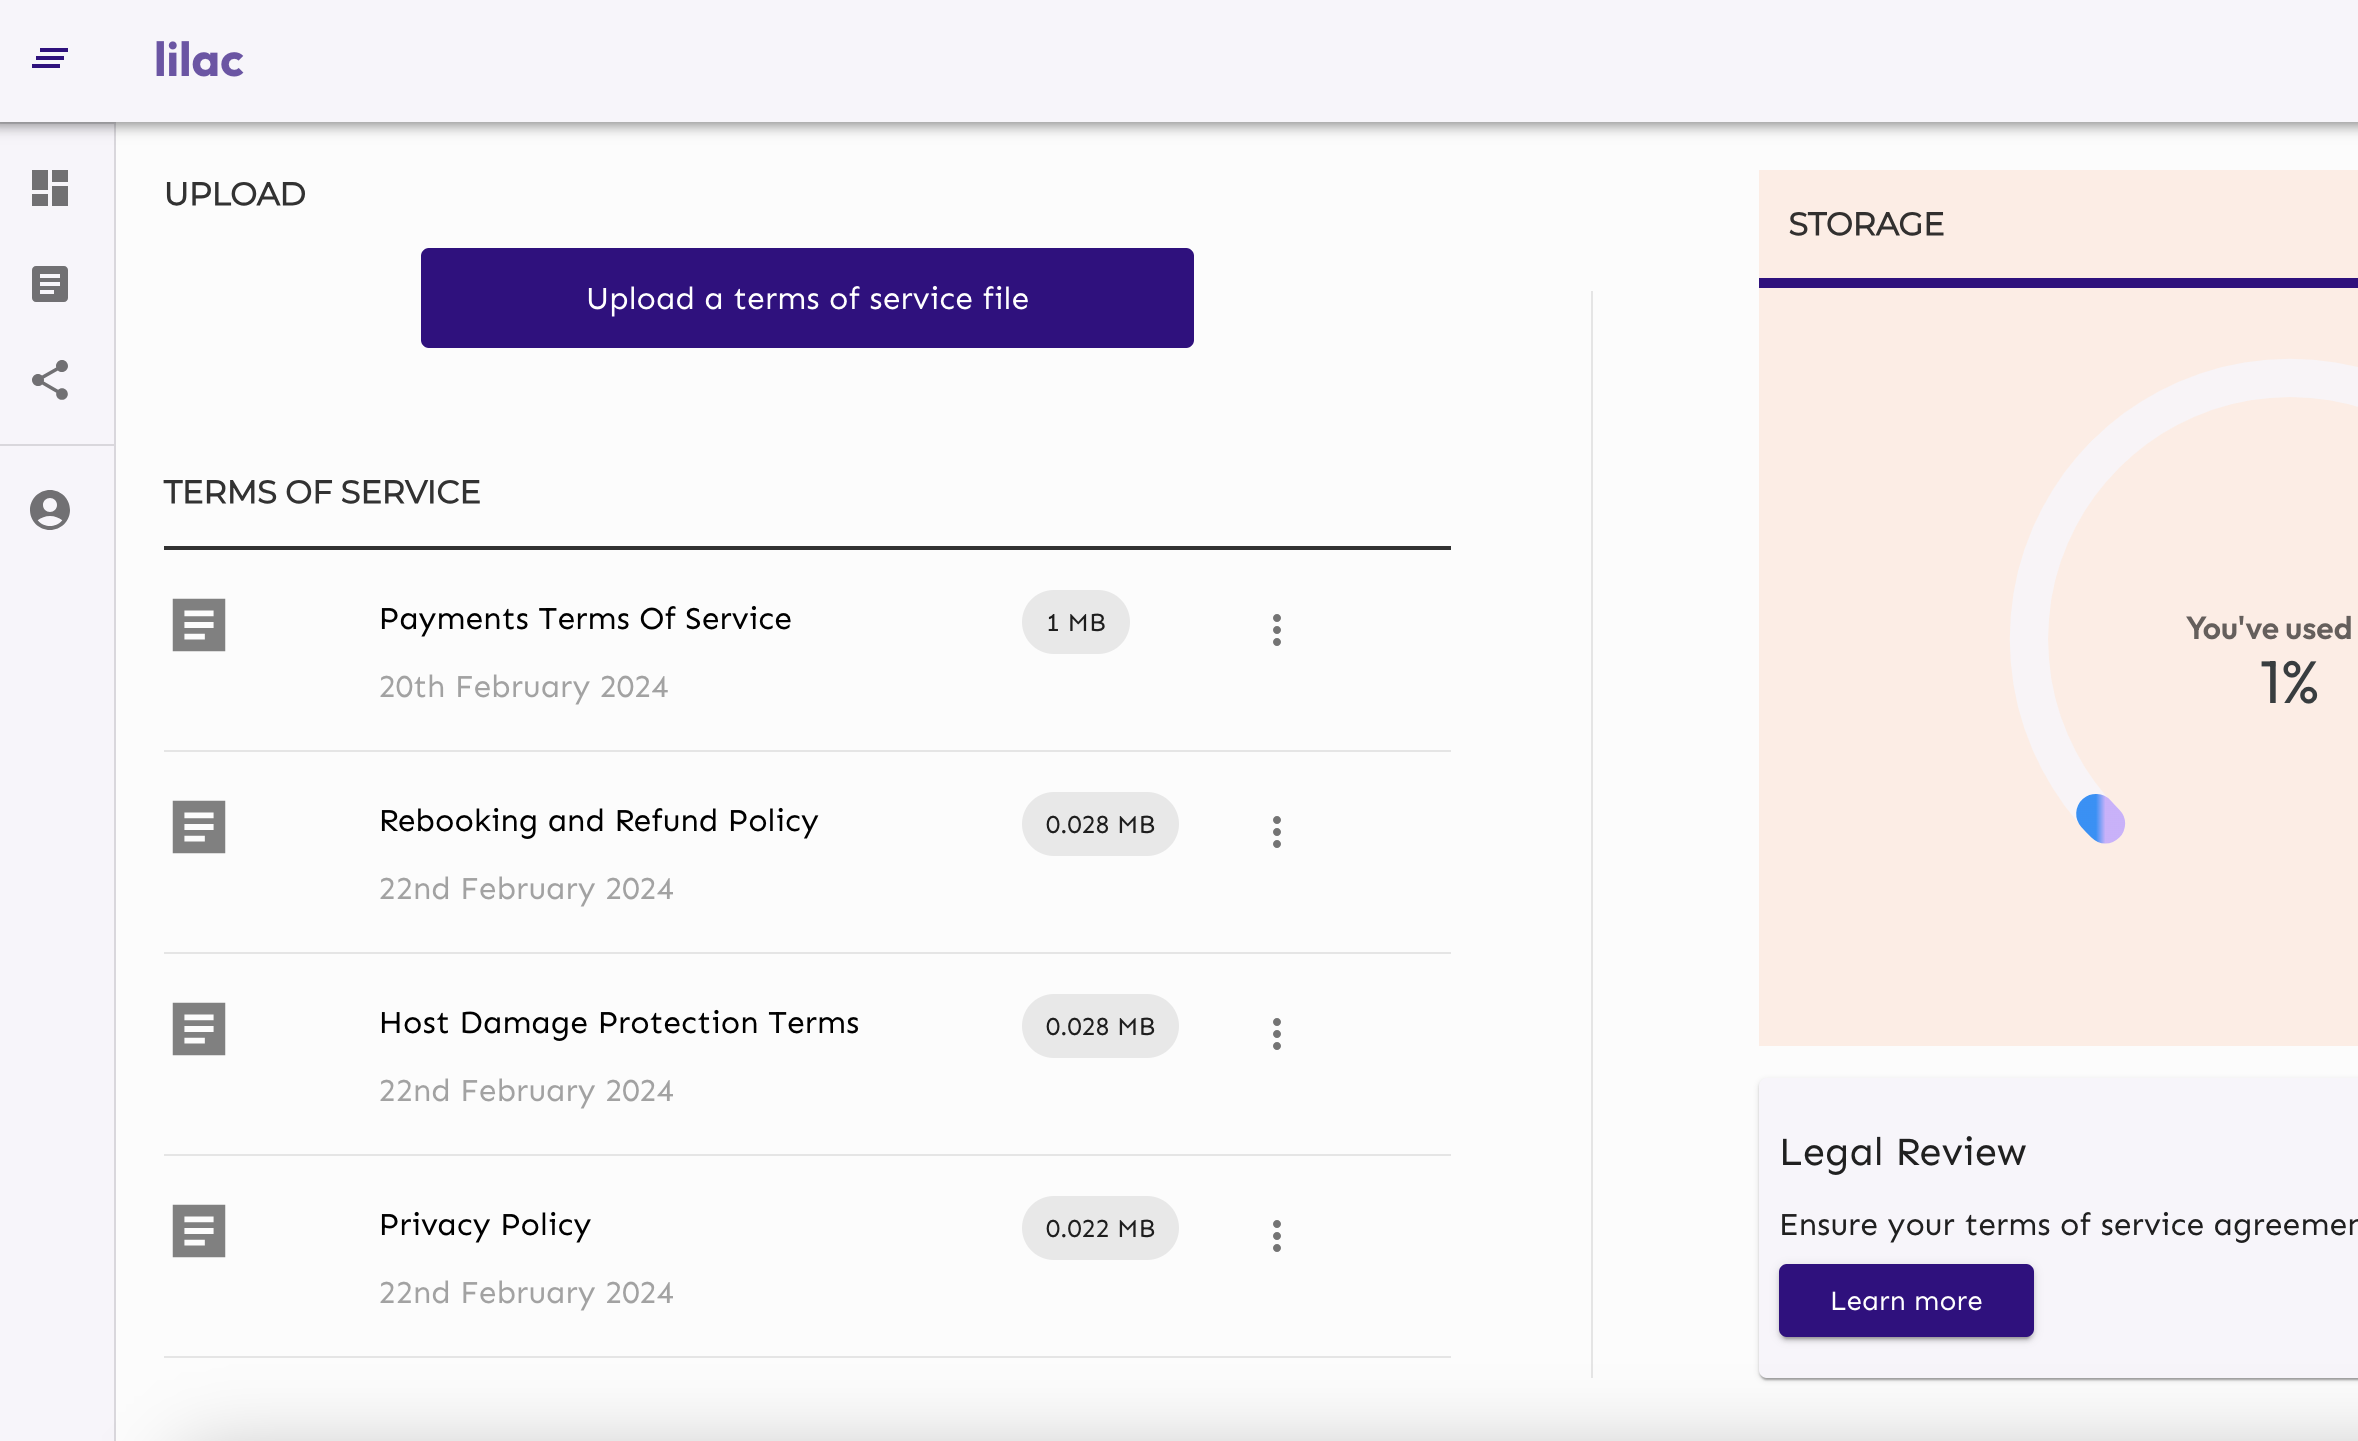 lilac
UPLOAD
Upload a terms of service file
TERMS OF SERVICE
Payments Terms Of Service
1 MB
20th February 2024
Rebooking and Refund Policy
0.028 MB
22nd February 2024
Host Damage Protection Terms
0.028 MB
22nd February 2024
Privacy Policy
0.022 MB
22nd February 2024
STORAGE
You've used
1%
Legal Review
Ensure your terms of service
Learn more